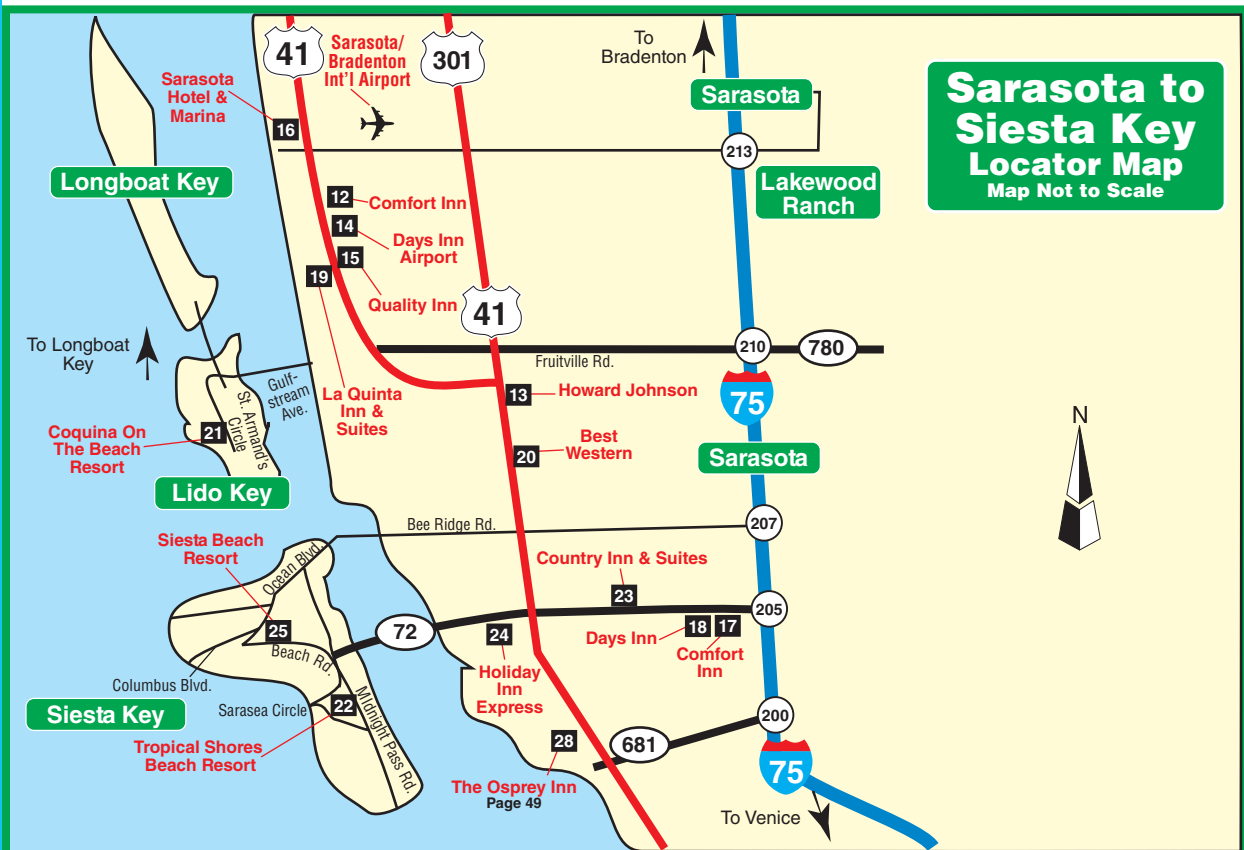 Sarasota to
Siesta Key
Locator Map
Map Not to Scale
41
Sarasota/
Bradenton
Int'l Airport
301
To
Bradenton
Sarasota
Sarasota
Hotel &
Marina
16
213
Longboat Key
Lakewood
Ranch
12
Comfort Inn
14
Days Inn
Airport
15
19
Quality Inn
41
To Longboat
Key
210
780
Fruitville Rd.
Gulf-
stream
Ave.
La Quinta
Inn &
Suites
13
Howard Johnson
75
St. Armand's
Circle
Coquina On
The Beach
Resort
21
Best
Western
20
Sarasota
N
Lido Key
Bee Ridge Rd.
207
Siesta Beach
Resort
Ocean Blvd.
Country Inn & Suites
23
205
25
72
24
Days Inn
18
17
Comfort
Inn
Beach Rd.
Holiday
Inn
Express
Columbus Blvd.
Siesta Key
Sarasea Circle
22
MIdnight Pass Rd.
200
Tropical Shores
Beach Resort
28
681
75
The Osprey Inn
Page 49
To Venice